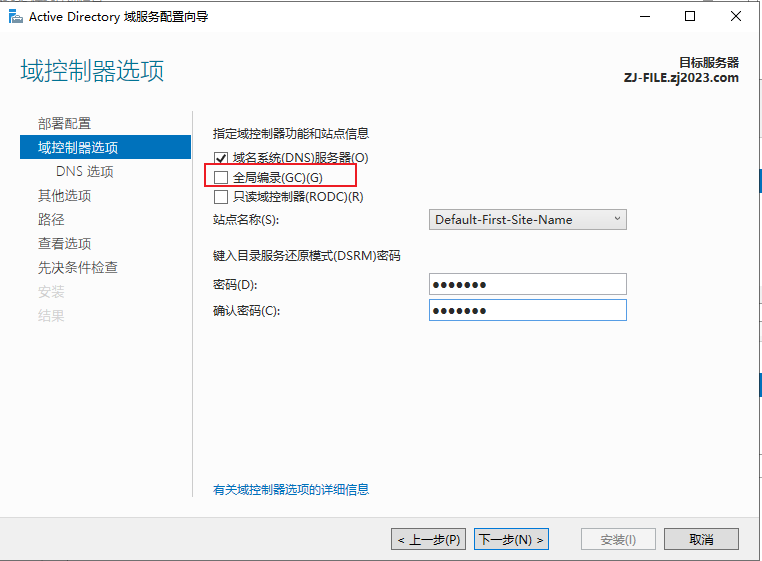 Active Directory 域服务配置向导
域控制器选项
目标服务器
ZJ-FILE.zj2023.com
部署配置
域控制器选项
DNS 选项
其他选项
路径
查看选项
先决条件检查
安装
结果
指定域控制器功能和站点信息
域名系统(DNS)服务器(O)
全局编录(GC)(G)
只读域控制器(RODC)(R)
站点名称(S): Default-First-Site-Name
键入目录服务还原模式(DSRM)密码
密码(D): ●●●●●●●
确认密码(C): ●●●●●●●
有关域控制器选项的详细信息
< 上一步(P) 下一步(N) > 安装(I) 取消